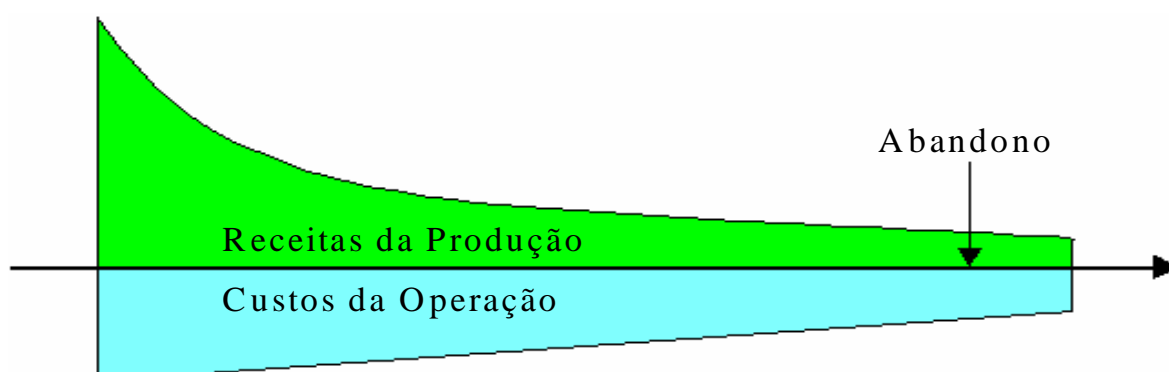 Abandono
Receitas da Produção
Custos da Operação